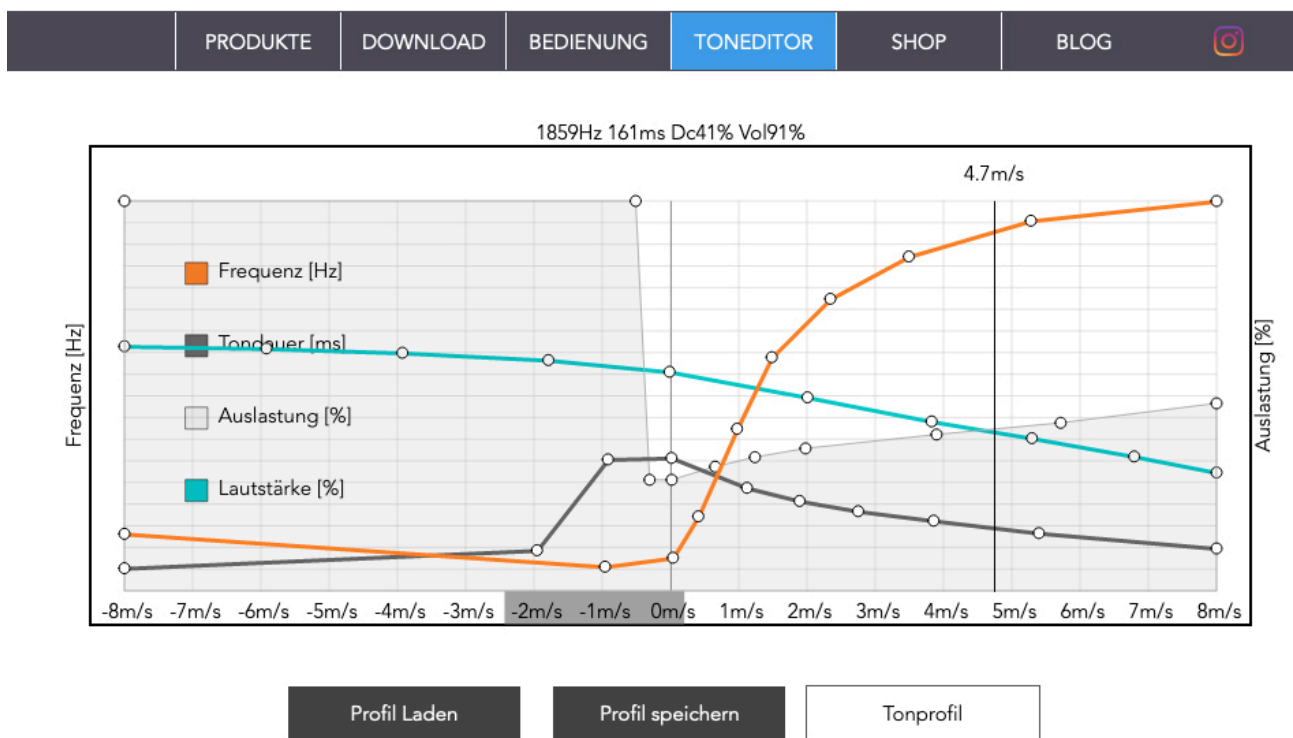 PRODUKTE DOWNLOAD BEDIENUNG TONEDITOR SHOP BLOG
1859Hz 161ms Dc41% Vol91%
4.7m/s
Frequenz [Hz]
Tondauer [ms]
Auslastung [%]
Lautstärke [%]
Frequenz [Hz]
Auslastung [%]
-8m/s -7m/s -6m/s -5m/s -4m/s -3m/s -2m/s -1m/s 0m/s 1m/s 2m/s 3m/s 4m/s 5m/s 6m/s 7m/s 8m/s
Profil Laden Profil speichern Tonprofil